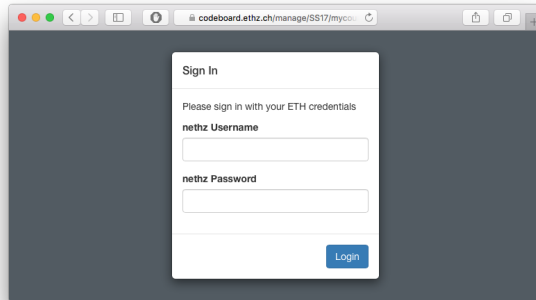 codeboard.ethz.ch/manage/SS17/myco
Sign In
Please sign in with your ETH credentials
nethz Username
nethz Password
Login